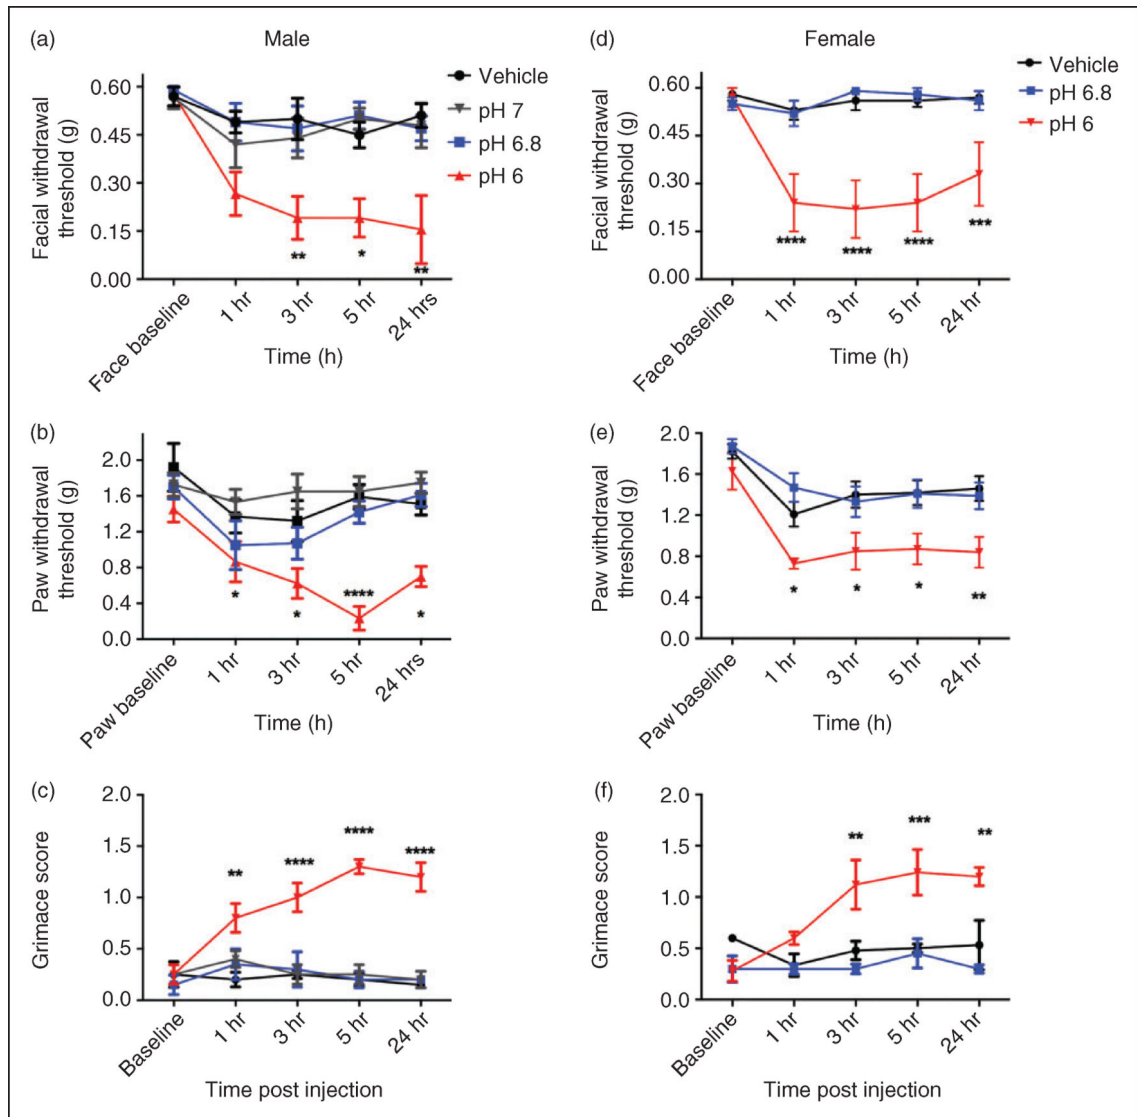 (a)
Male
Vehicle
pH 7
pH 6.8
pH 6
Facial withdrawal
threshold (g)
0.60
0.45
0.30
0.15
0.00
**
*
**
Face baseline
1 hr
3 hr
5 hr
24 hrs
Time (h)
(d)
Female
Vehicle
pH 6.8
pH 6
Facial withdrawal
threshold (g)
0.60
0.45
0.30
0.15
0.00
****
****
****
***
Face baseline
1 hr
3 hr
5 hr
24 hr
Time (h)
(b)
Paw withdrawal
threshold (g)
2.0
1.6
1.2
0.8
0.4
0.0
*
*
****
*
Paw baseline
1 hr
3 hr
5 hr
24 hrs
Time (h)
(e)
Paw withdrawal
threshold (g)
2.0
1.6
1.2
0.8
0.4
0.0
*
*
*
**
Paw baseline
1 hr
3 hr
5 hr
24 hr
Time (h)
(c)
Grimace score
2.0
1.5
1.0
0.5
0.0
**
****
****
****
Baseline
1 hr
3 hr
5 hr
24 hr
Time post injection
(f)
Grimace score
2.0
1.5
1.0
0.5
0.0
**
***
**
Baseline
1 hr
3 hr
5 hr
24 hr
Time post injection